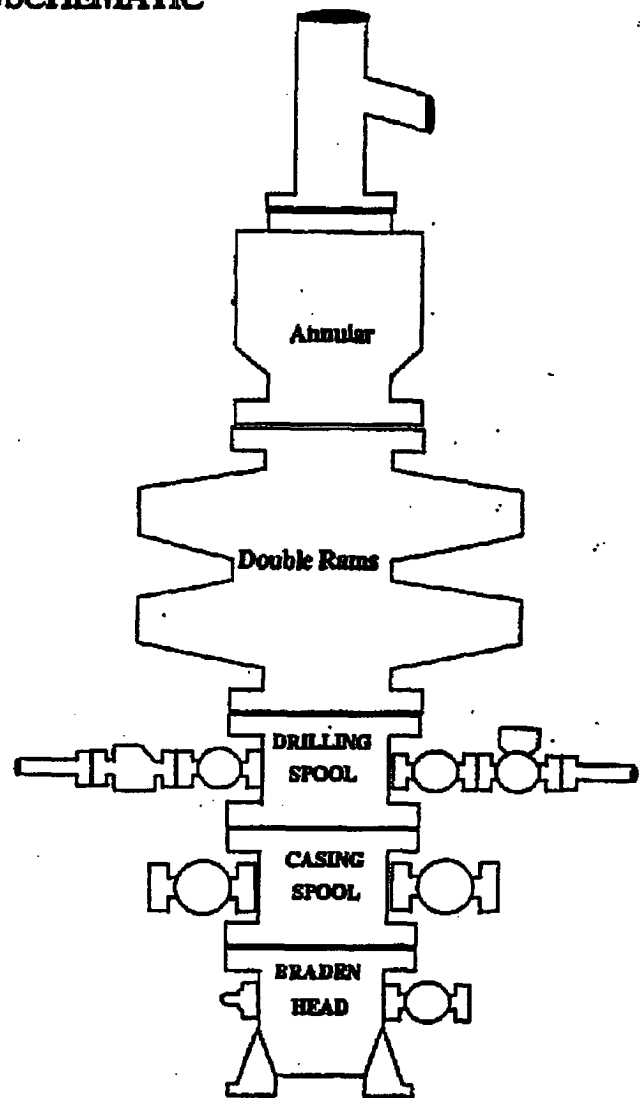 SCHEMATIC
Annular
Double Rams
DRILLING
SPOOL
CASING
SPOOL
BRADEN
HEAD